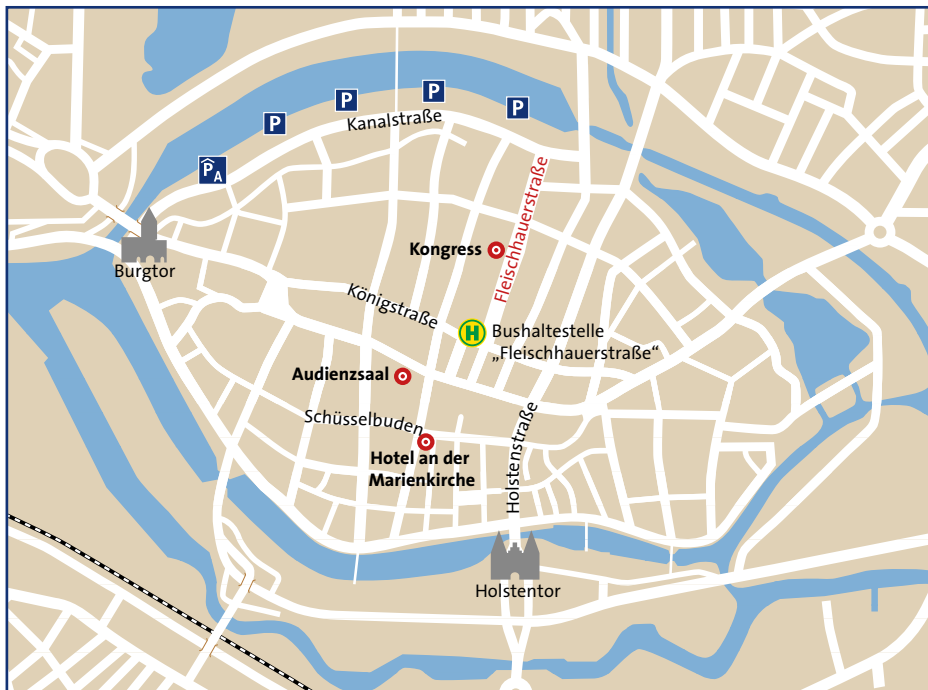 P
P
P
P
P
A
Kanalstraße
Fleischhauerstraße
Kongress
Burgtor
Königstraße
H
Bushaltestelle
„Fleischhauerstraße“
Audienzsaal
Schüsselbuden
Hotel an der
Marienkirche
Holstenstraße
Holstentor